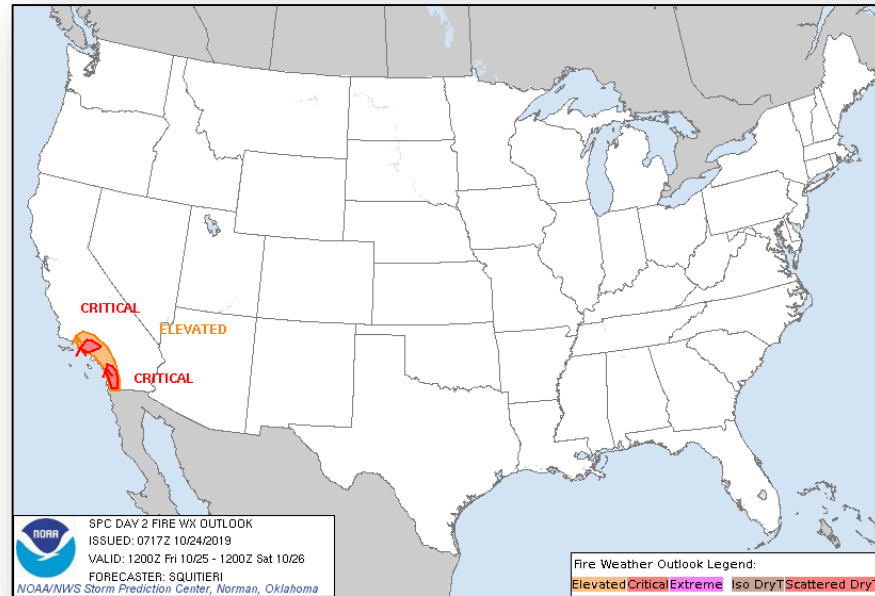 CRITICAL
ELEVATED
CRITICAL
NOAA
SPC DAY 2 FIRE WX OUTLOOK
ISSUED: 0717Z 10/24/2019
VALID: 1200Z Fri 10/25 - 1200Z Sat 10/26
FORECASTER: SQUITIERI
NOAA/NWS Storm Prediction Center, Norman, Oklahoma
Fire Weather Outlook Legend:
Elevated Critical Extreme Iso DryT Scattered DryT